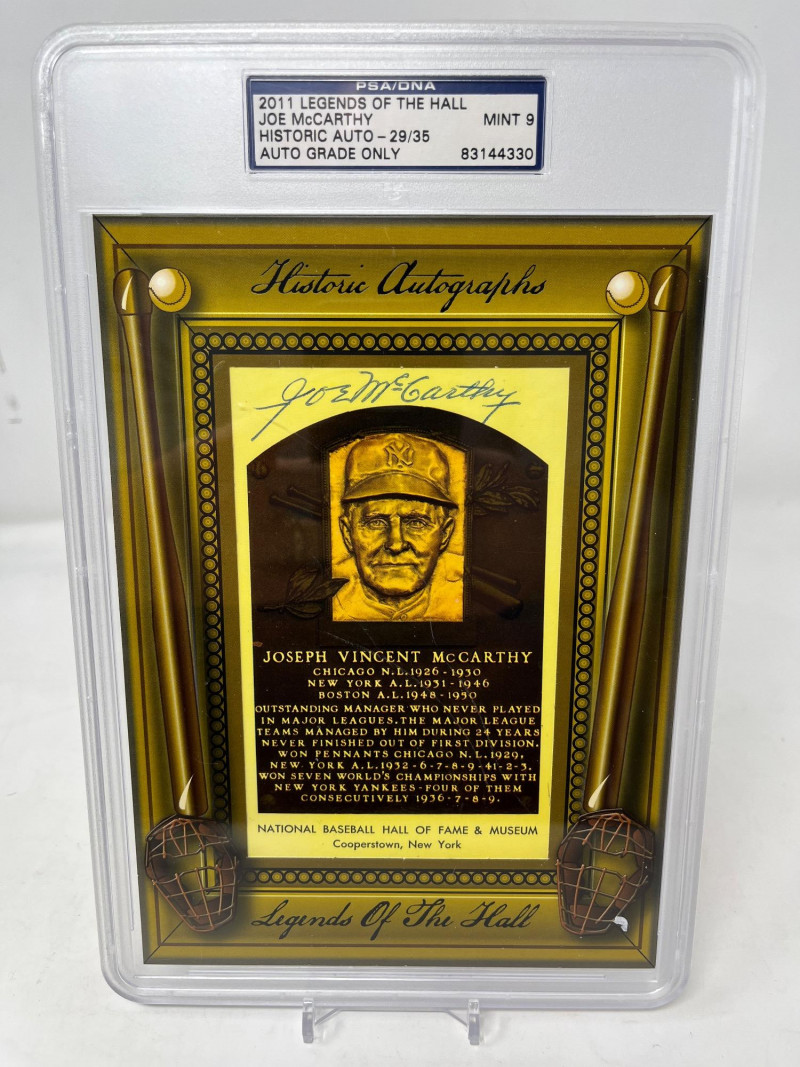 PSA/DNA
2011 LEGENDS OF THE HALL
JOE McCARTHY MINT 9
HISTORIC AUTO - 29/35
AUTO GRADE ONLY 83144330
Historic Autographs
Joe McCarthy
NY
JOSEPH VINCENT McCARTHY
CHICAGO N.L. 1926 - 1930
NEW YORK A.L. 1931 - 1946
BOSTON A.L. 1948 - 1950
OUTSTANDING MANAGER WHO NEVER PLAYED
IN MAJOR LEAGUES. THE MAJOR LEAGUE
TEAMS MANAGED BY HIM DURING 24 YEARS
NEVER FINISHED OUT OF FIRST DIVISION.
WON PENNANTS CHICAGO N.L. 1929,
NEW YORK A.L. 1932 - 6 - 7 - 8 - 9 - 41 - 2 - 3.
WON SEVEN WORLD'S CHAMPIONSHIPS WITH
NEW YORK YANKEES - FOUR OF THEM
CONSECUTIVELY 1936 - 7 - 8 - 9.
NATIONAL BASEBALL HALL OF FAME & MUSEUM
Cooperstown, New York
Legends Of The Hall